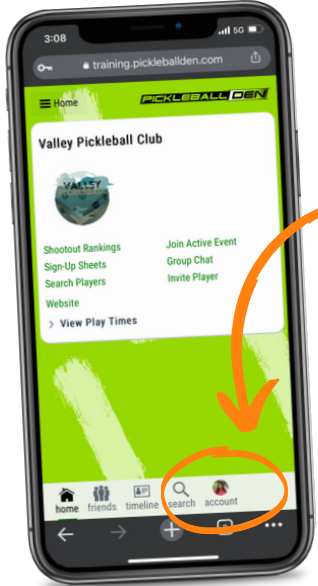 3:08
5G
training.pickleballden.com
Home
PICKLEBALL DEN
Valley Pickleball Club
VALLEY
Shootout Rankings
Join Active Event
Sign-Up Sheets
Group Chat
Search Players
Invite Player
Website
> View Play Times
home friends timeline search account